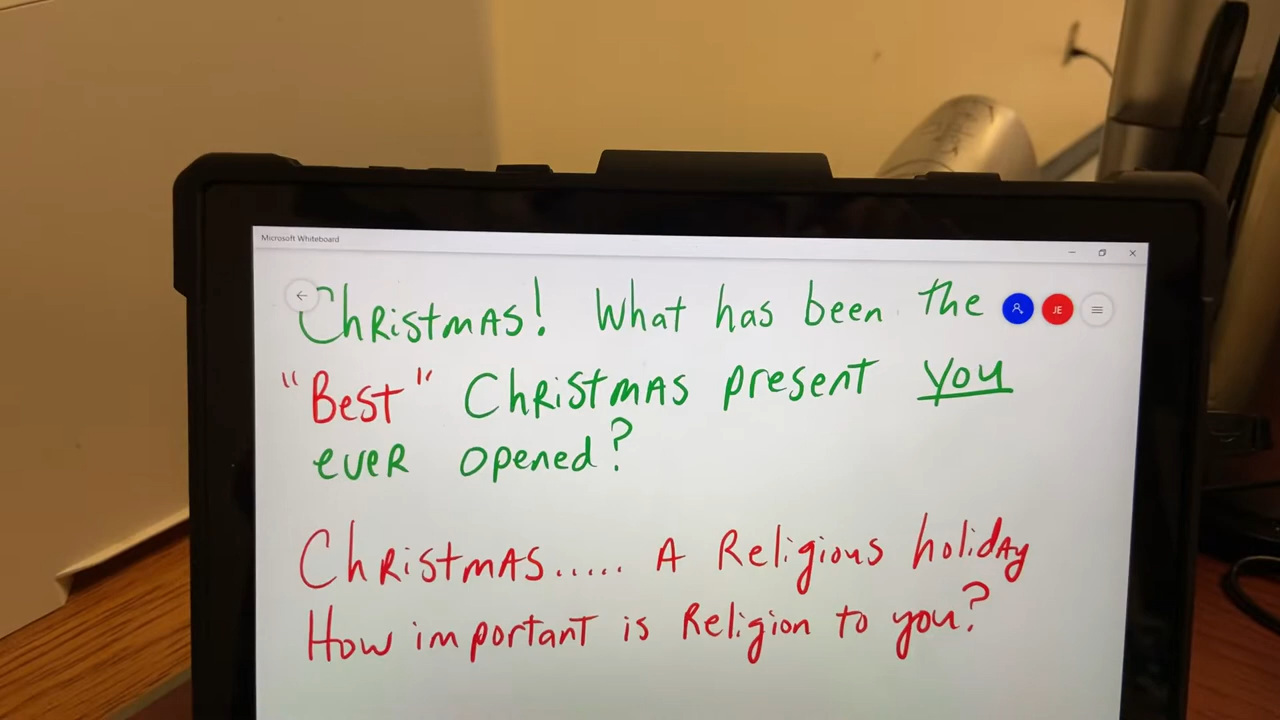 Microsoft Whiteboard
Christmas! What has been the
JE
"Best" Christmas present you
ever opened?
Christmas..... A Religious holiday
How important is Religion to you?